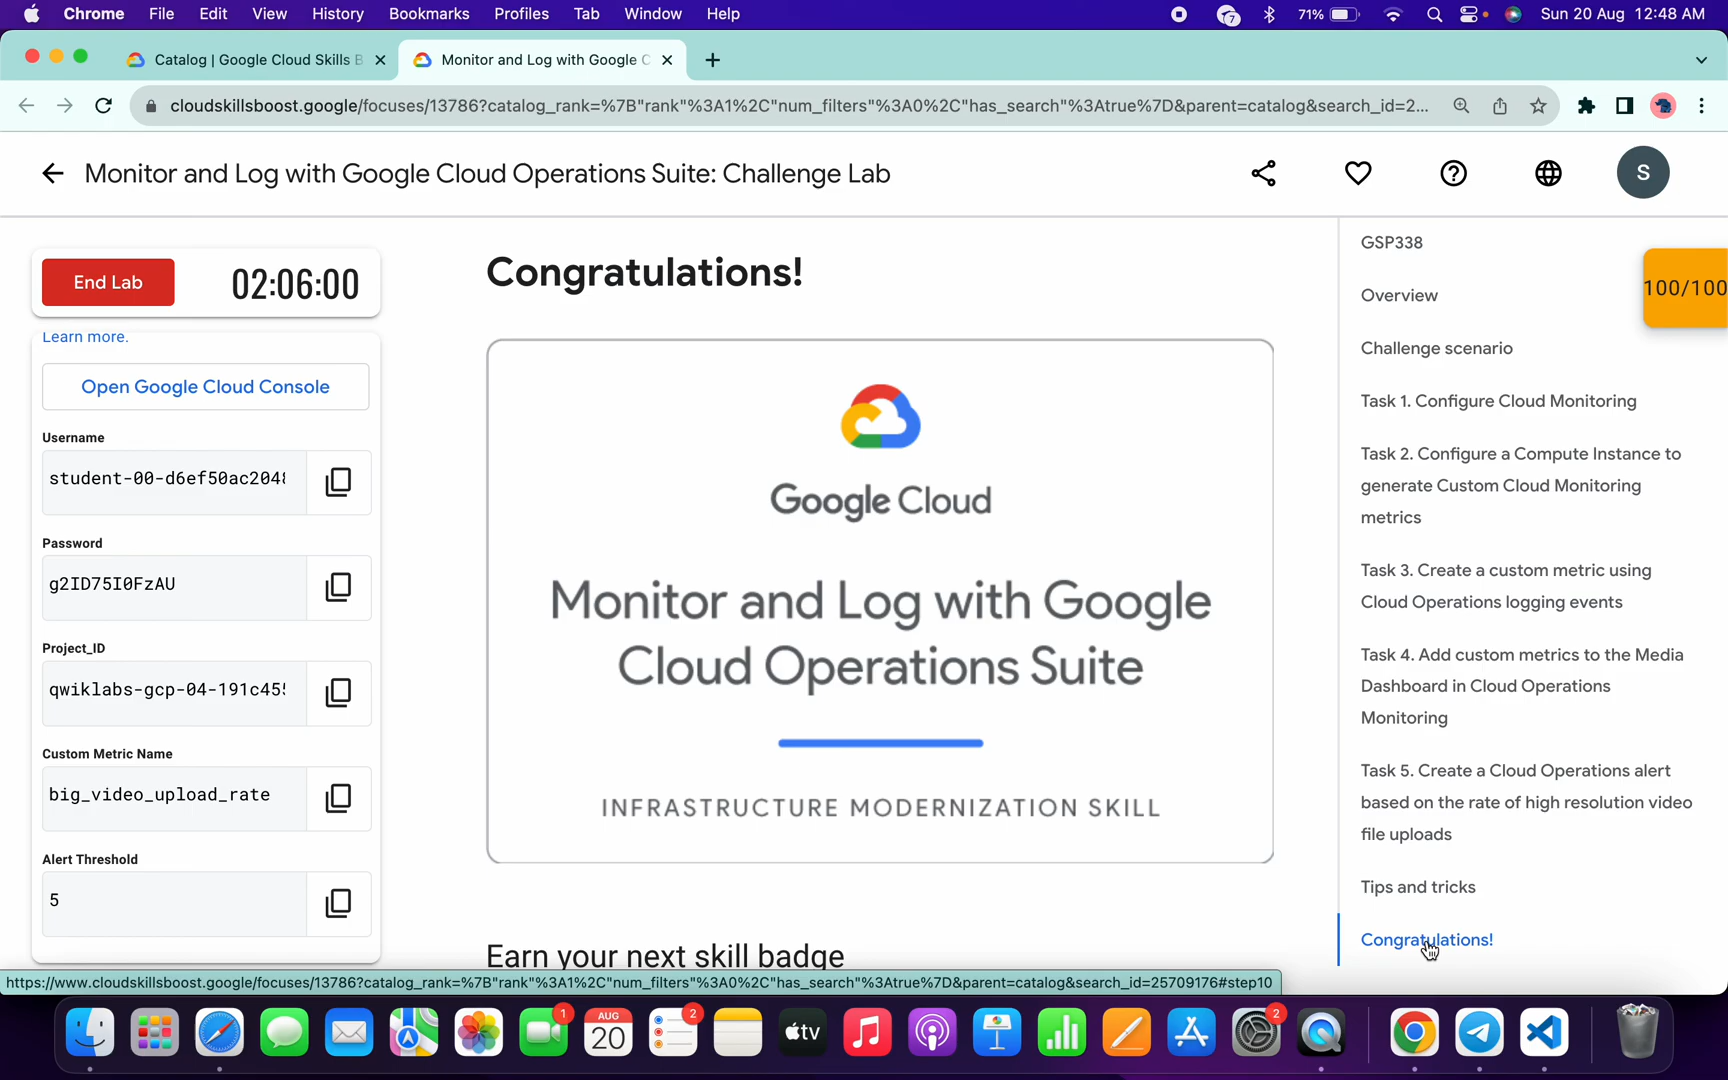 Chrome File Edit View History Bookmarks Profiles Tab Window Help
7
71%
Sun 20 Aug 12:48 AM
Catalog | Google Cloud Skills B
Monitor and Log with Google C
cloudskillsboost.google/focuses/13786?catalog_rank=%7B"rank"%3A1%2C"num_filters"%3A0%2C"has_search"%3Atrue%7D&parent=catalog&search_id=2...
Monitor and Log with Google Cloud Operations Suite: Challenge Lab
S
End Lab
02:06:00
Learn more.
Open Google Cloud Console
Username
student-00-d6ef50ac204
Password
g2ID75I0FzAU
Project_ID
qwiklabs-gcp-04-191c45
Custom Metric Name
big_video_upload_rate
Alert Threshold
5
Congratulations!
Google Cloud
Monitor and Log with Google
Cloud Operations Suite
INFRASTRUCTURE MODERNIZATION SKILL
Earn your next skill badge
GSP338
Overview
Challenge scenario
Task 1. Configure Cloud Monitoring
Task 2. Configure a Compute Instance to
generate Custom Cloud Monitoring
metrics
Task 3. Create a custom metric using
Cloud Operations logging events
Task 4. Add custom metrics to the Media
Dashboard in Cloud Operations
Monitoring
Task 5. Create a Cloud Operations alert
based on the rate of high resolution video
file uploads
Tips and tricks
Congratulations!
100/100
https://www.cloudskillsboost.google/focuses/13786?catalog_rank=%7B"rank"%3A1%2C"num_filters"%3A0%2C"has_search"%3Atrue%7D&parent=catalog&search_id=25709176#step10
1
AUG
20
2
tv
2